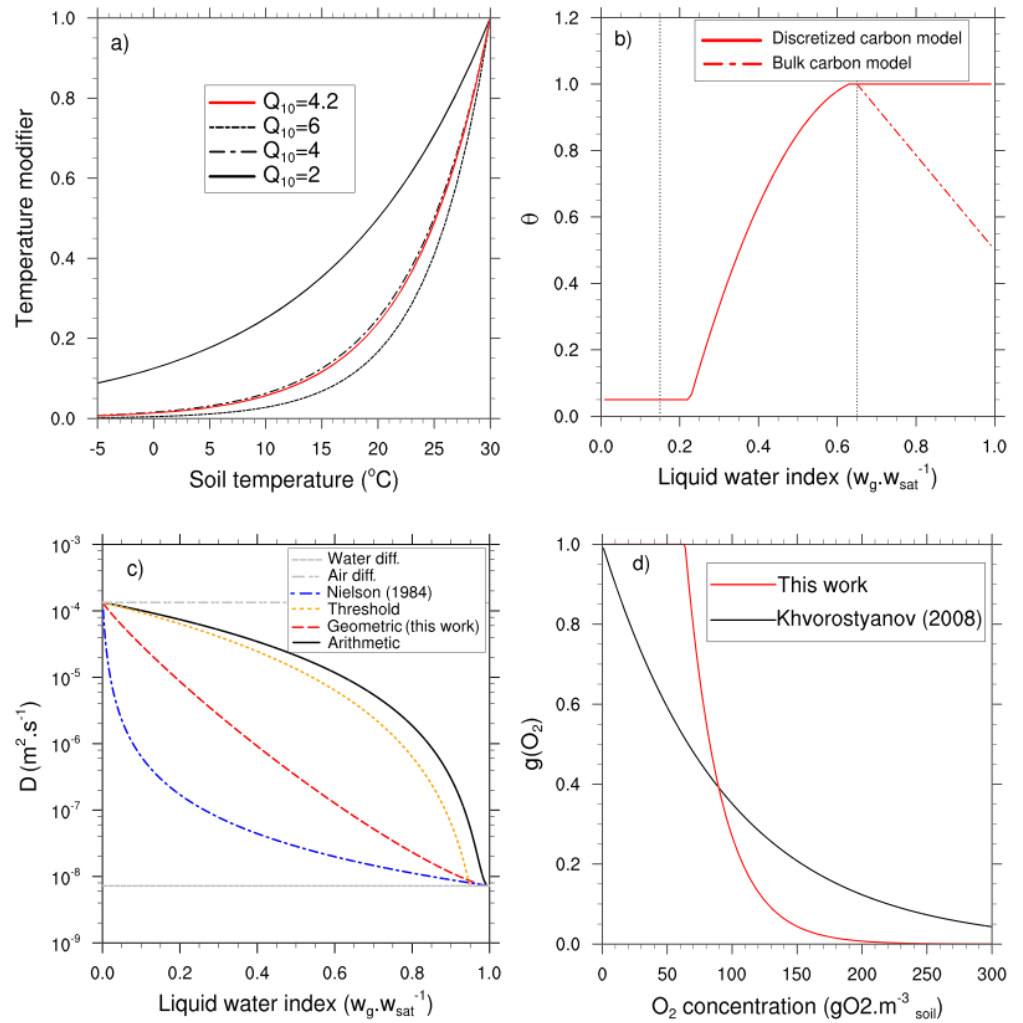 a)
Temperature modifier
1.0
0.8
0.6
0.4
0.2
0.0
Q10=4.2
Q10=6
Q10=4
Q10=2
-5 0 5 10 15 20 25 30
Soil temperature (°C)
b)
θ
1.2
1.0
0.8
0.6
0.4
0.2
0.0
Discretized carbon model
Bulk carbon model
0.0 0.2 0.4 0.6 0.8 1.0
Liquid water index (wg.wsat⁻¹)
c)
D (m².s⁻¹)
10⁻³
10⁻⁴
10⁻⁵
10⁻⁶
10⁻⁷
10⁻⁸
10⁻⁹
Water diff.
Air diff.
Nielson (1984)
Threshold
Geometric (this work)
Arithmetic
0.0 0.2 0.4 0.6 0.8 1.0
Liquid water index (wg.wsat⁻¹)
d)
g(O₂)
1.0
0.8
0.6
0.4
0.2
0.0
This work
Khvorostyanov (2008)
0 50 100 150 200 250 300
O₂ concentration (gO2.m⁻³ soil)